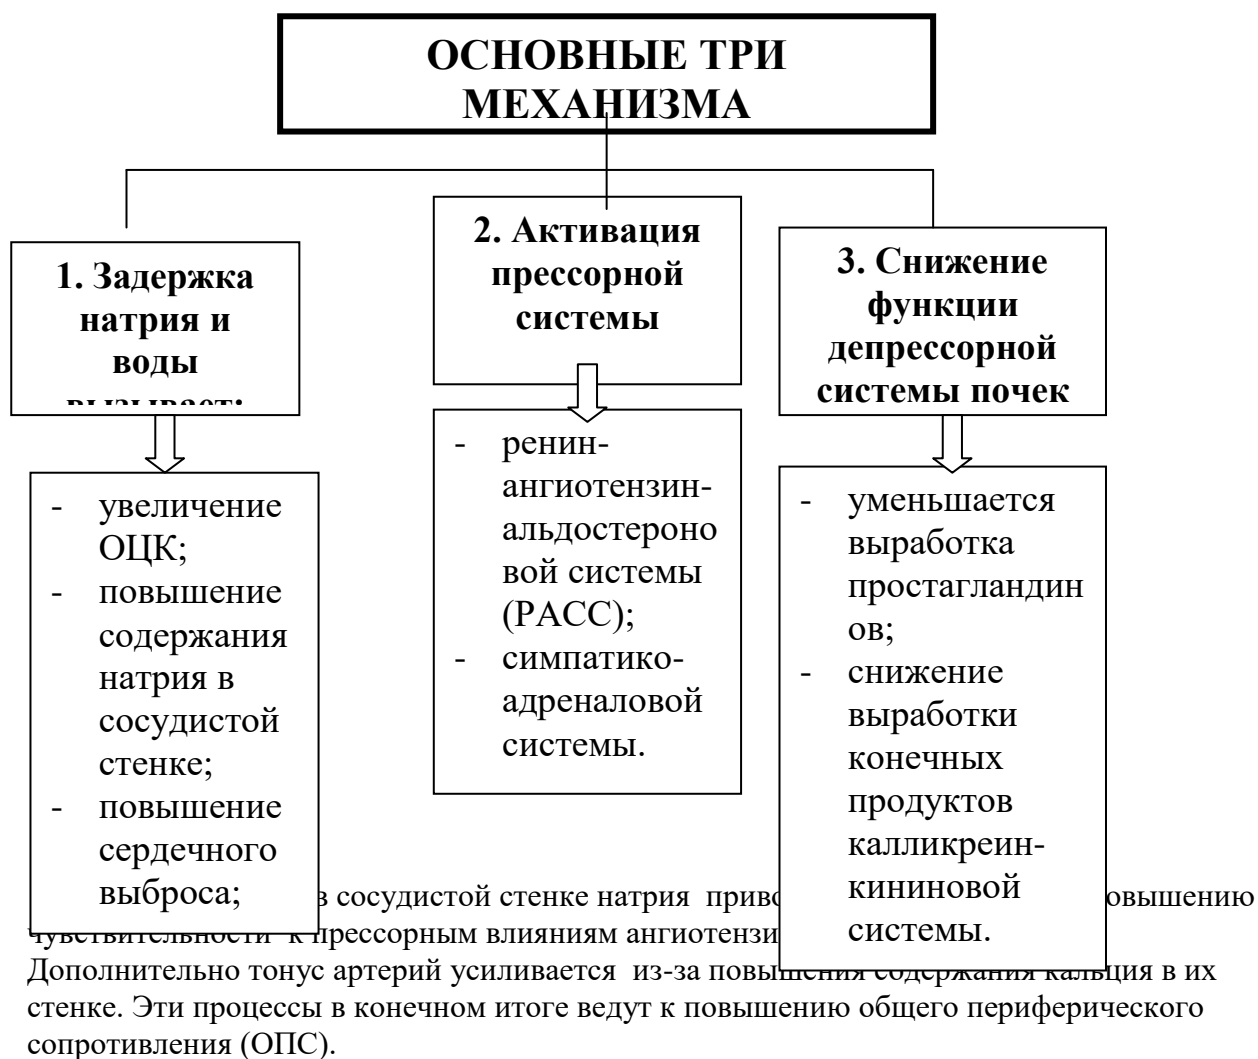 ОСНОВНЫЕ ТРИ
МЕХАНИЗМА
1. Задержка
натрия и
воды
вызывает:
2. Активация
прессорной
системы
3. Снижение
функции
депрессорной
системы почек
- увеличение
ОЦК;
- повышение
содержания
натрия в
сосудистой
стенке;
- повышение
сердечного
выброса;
- ренин-
ангиотензин-
альдостероно
вой системы
(РАСС);
- симпатико-
адреналовой
системы.
- уменьшается
выработка
простагландин
ов;
- снижение
выработки
конечных
продуктов
калликреин-
кининовой
системы.
в сосудистой стенке натрия
чувствительности к прессорным влияниям
Дополнительно тонус артерий усиливается из-за повышения содержания кальция в их
стенке. Эти процессы в конечном итоге ведут к повышению общего периферического
сопротивления (ОПС).